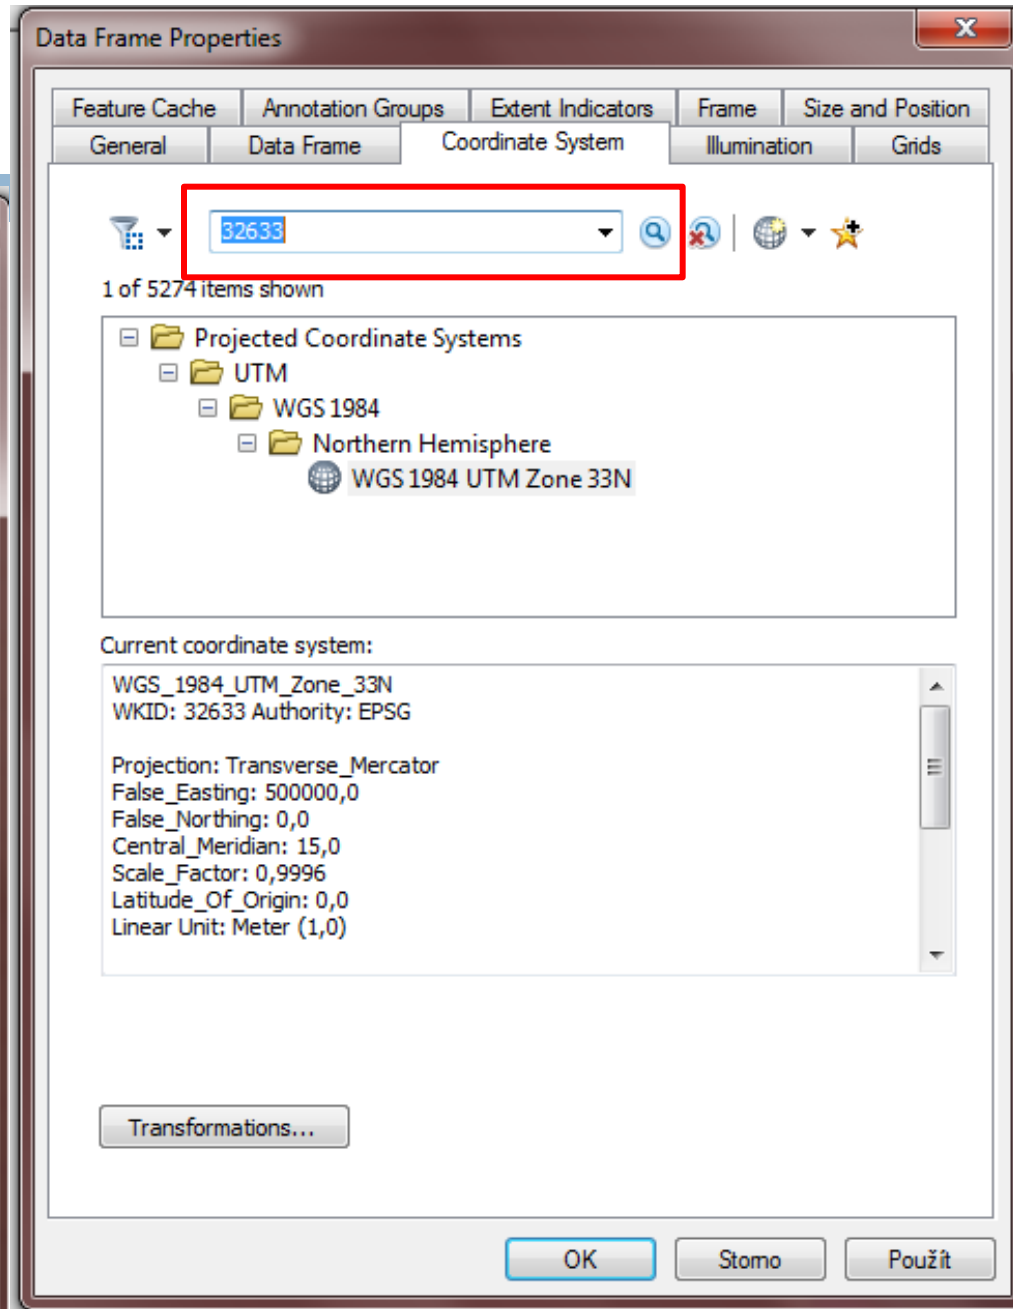 Data Frame Properties
X
Feature Cache Annotation Groups Extent Indicators Frame Size and Position
General Data Frame Coordinate System Illumination Grids
32633
1 of 5274 items shown
Projected Coordinate Systems
UTM
WGS 1984
Northern Hemisphere
WGS 1984 UTM Zone 33N
Current coordinate system:
WGS_1984_UTM_Zone_33N
WKID: 32633 Authority: EPSG
Projection: Transverse_Mercator
False_Easting: 500000,0
False_Northing: 0,0
Central_Meridian: 15,0
Scale_Factor: 0,9996
Latitude_Of_Origin: 0,0
Linear Unit: Meter (1,0)
Transformations...
OK Storno Použít